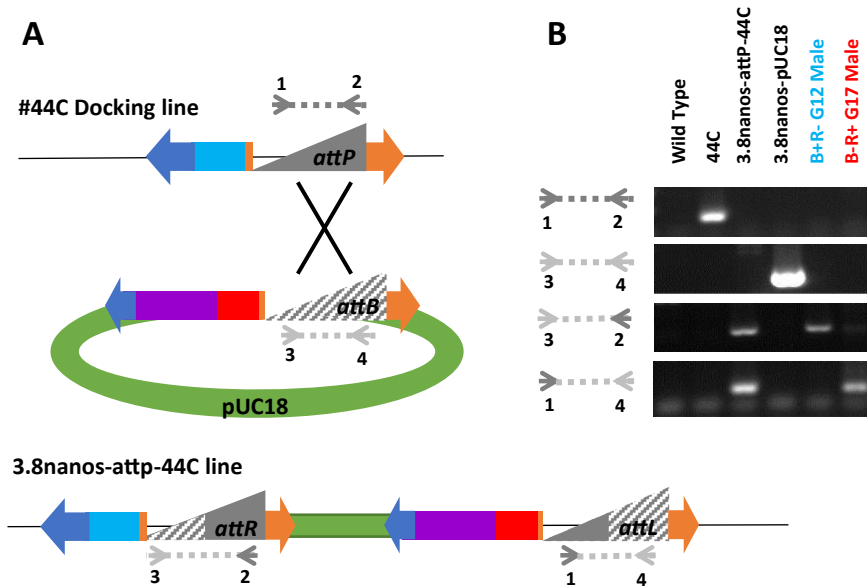 A
#44C Docking line
1 2
attP
attB
3 4
pUC18
3.8nanos-attp-44C line
attR
attL
3 2
1 4
B
Wild Type
44C
3.8nanos-attP-44C
3.8nanos-pUC18
B+R- G12 Male
B-R+ G17 Male
1 2
3 4
3 2
1 4